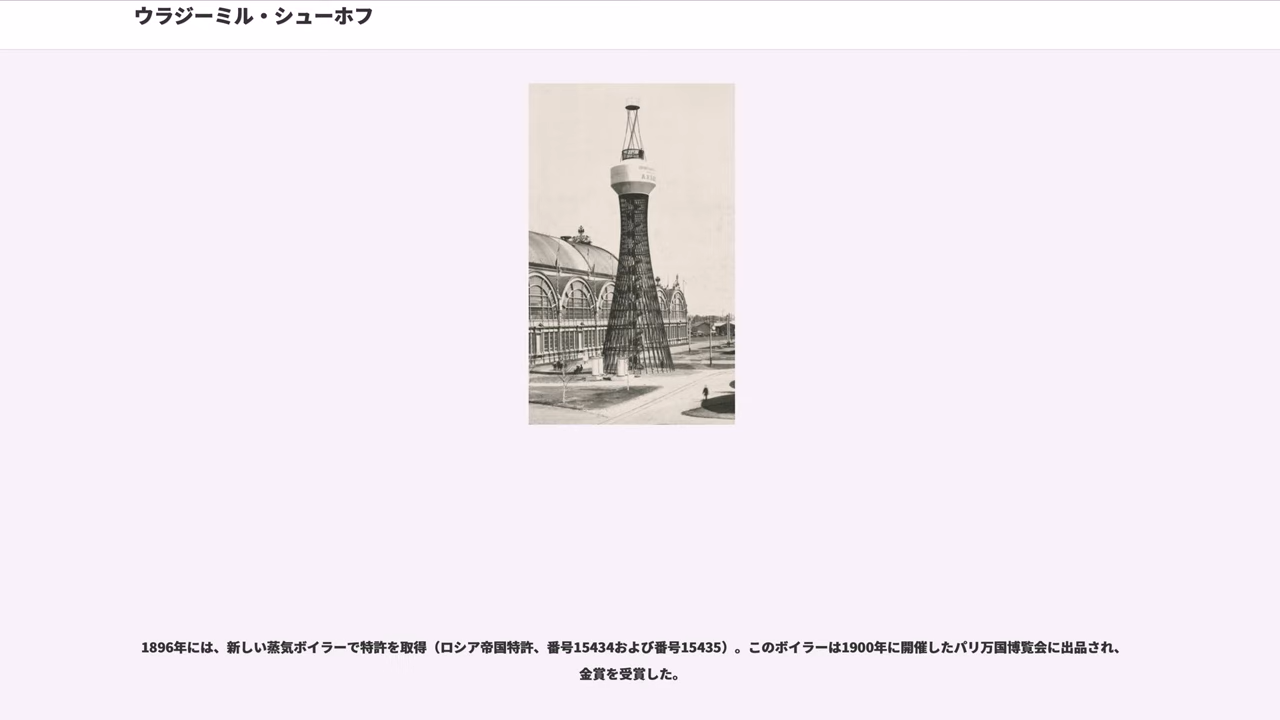 ウラジーミル・シューホフ
1896年には、新しい蒸気ボイラーで特許を取得（ロシア帝国特許、番号15434および番号15435）。このボイラーは1900年に開催したパリ万国博覧会に出品され、
金賞を受賞した。